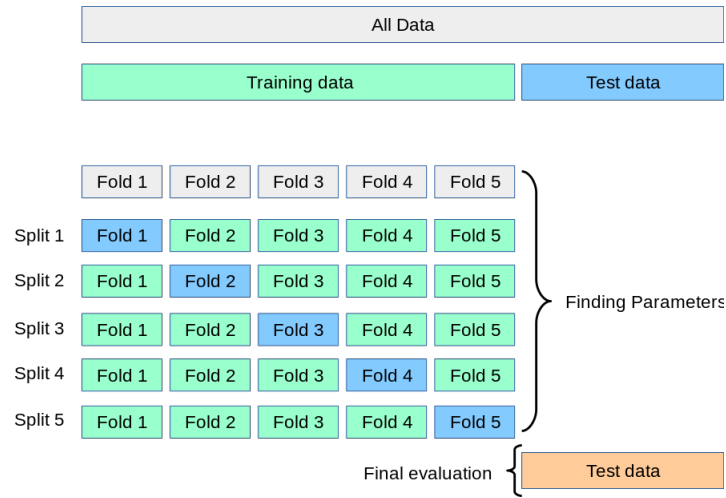 All Data
Training data Test data
Fold 1 Fold 2 Fold 3 Fold 4 Fold 5
Split 1 Fold 1 Fold 2 Fold 3 Fold 4 Fold 5
Split 2 Fold 1 Fold 2 Fold 3 Fold 4 Fold 5
Finding Parameters
Split 3 Fold 1 Fold 2 Fold 3 Fold 4 Fold 5
Split 4 Fold 1 Fold 2 Fold 3 Fold 4 Fold 5
Split 5 Fold 1 Fold 2 Fold 3 Fold 4 Fold 5
Final evaluation Test data